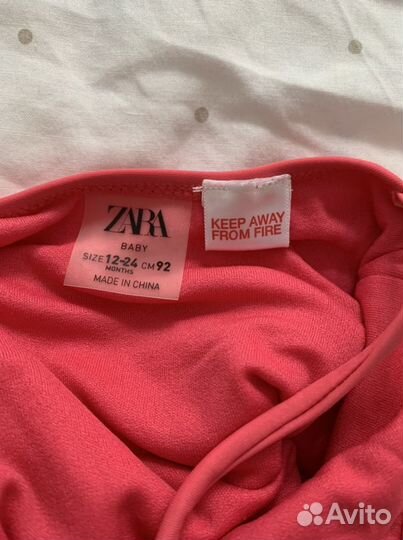 ZARA
BABY
SIZE 12-24 CM 92
MONTHS
MADE IN CHINA
KEEP AWAY
FROM FIRE
Avito